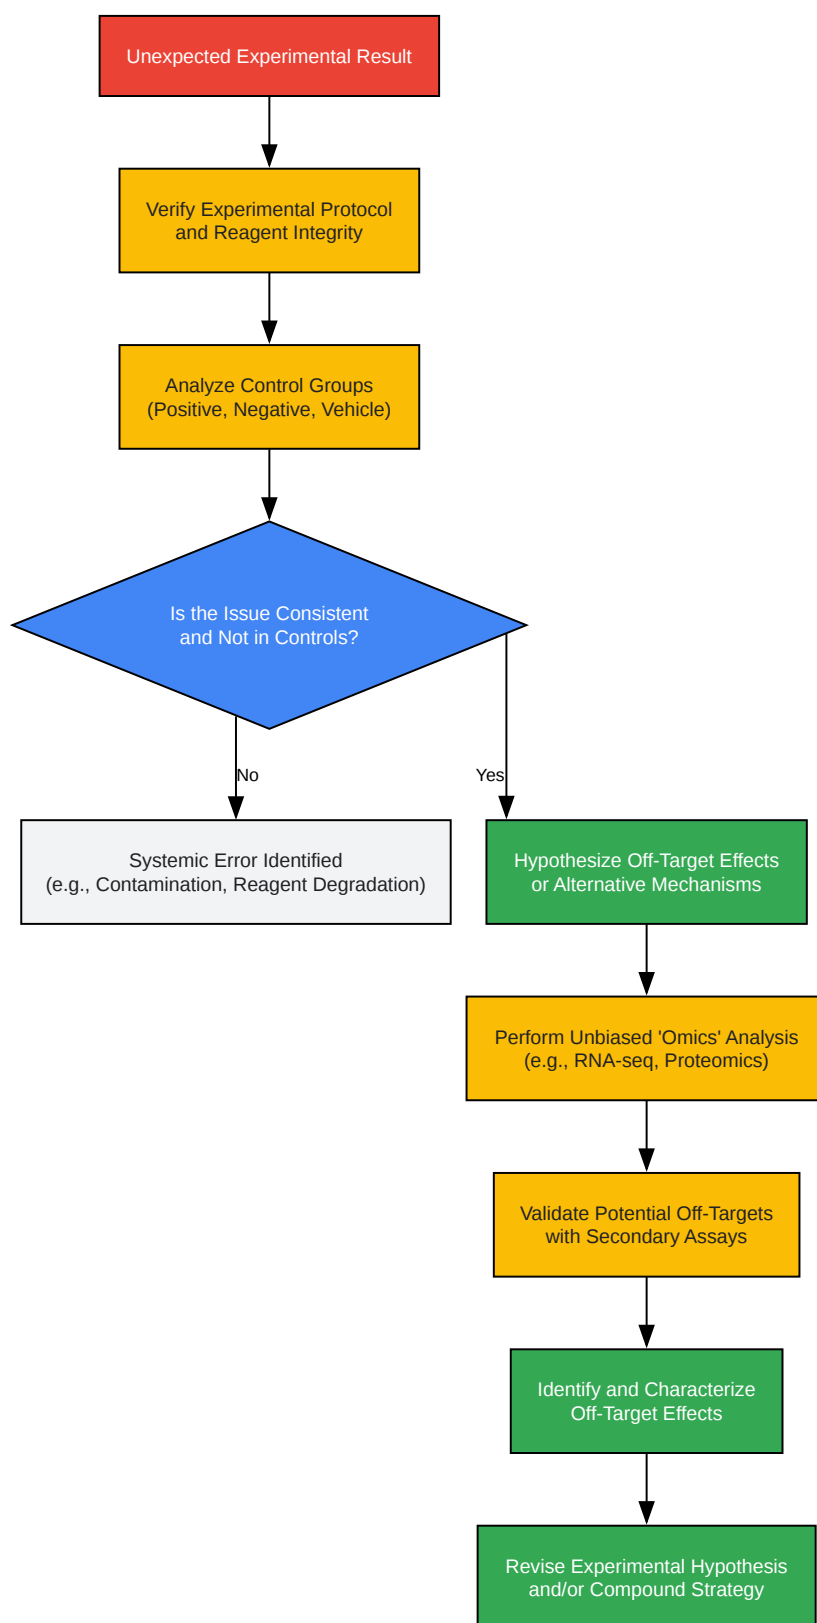 Unexpected Experimental Result
Verify Experimental Protocol
and Reagent Integrity
Analyze Control Groups
(Positive, Negative, Vehicle)
Is the Issue Consistent
and Not in Controls?
No
Yes
Systemic Error Identified
(e.g., Contamination, Reagent Degradation)
Hypothesize Off-Target Effects
or Alternative Mechanisms
Perform Unbiased 'Omics' Analysis
(e.g., RNA-seq, Proteomics)
Validate Potential Off-Targets
with Secondary Assays
Identify and Characterize
Off-Target Effects
Revise Experimental Hypothesis
and/or Compound Strategy